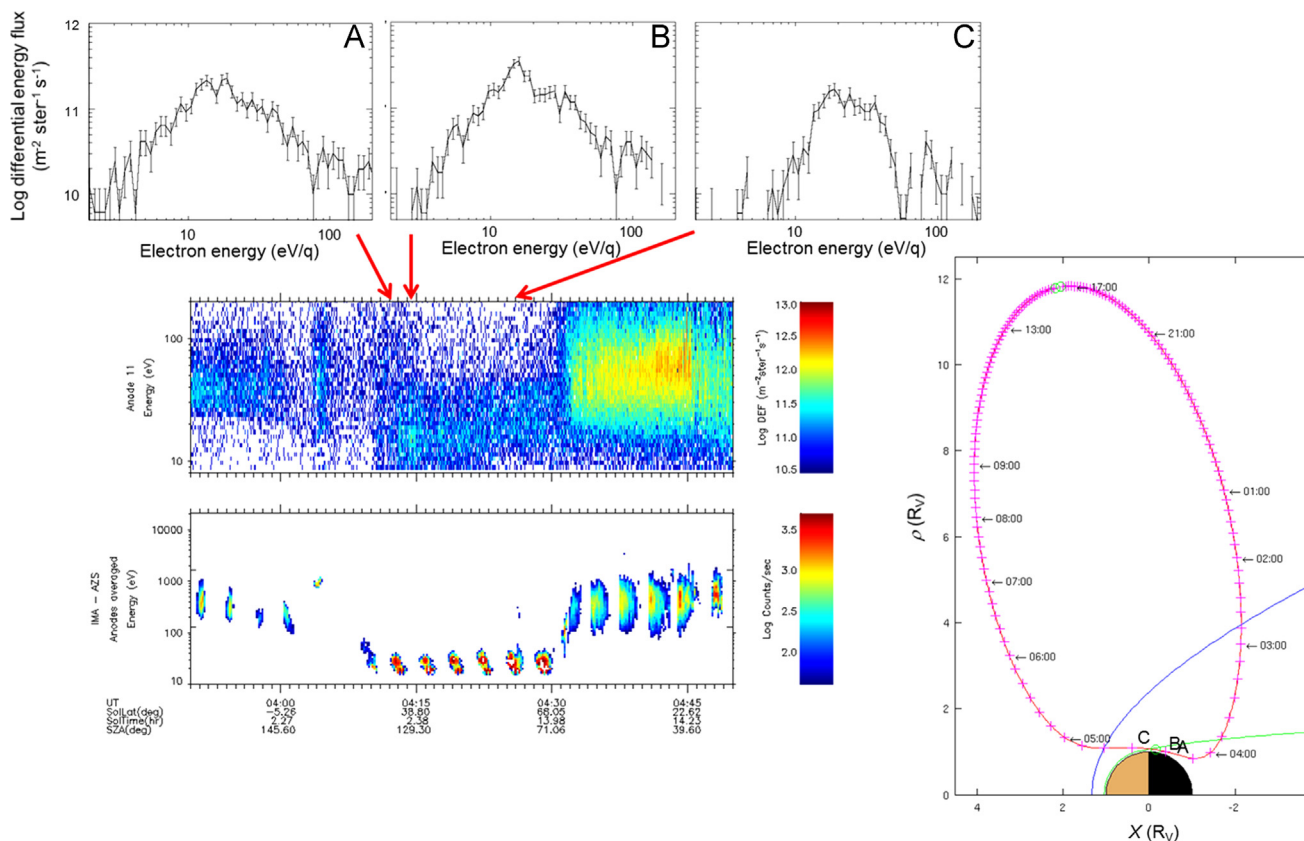 A
B
C
Log differential energy flux
(m⁻² ster⁻¹ s⁻¹)
12
11
10
10 100
10 100
10 100
Electron energy (eV/q)
Electron energy (eV/q)
Electron energy (eV/q)
Anode 11
Energy (eV)
100
10
13.0
12.5
12.0
11.5
11.0
10.5
Log DEF (m⁻²ster⁻¹s⁻¹)
IMA - AZS
Anodes averaged
Energy (eV)
10000
1000
100
10
3.5
3.0
2.5
2.0
Log Counts/sec
UT 04:00 04:15 04:30 04:45
SolLat(deg) -5.26 38.80 68.05 22.62
SolTime(hr) 2.27 2.38 13.98 14.23
SZA(deg) 145.60 129.30 71.06 39.60
12
10
8
6
4
2
0
ρ (R_V)
←17:00
←13:00
←21:00
←09:00
←01:00
←08:00
←02:00
←07:00
←03:00
←06:00
←05:00
C
B
A
←04:00
4 2 0 -2
X (R_V)